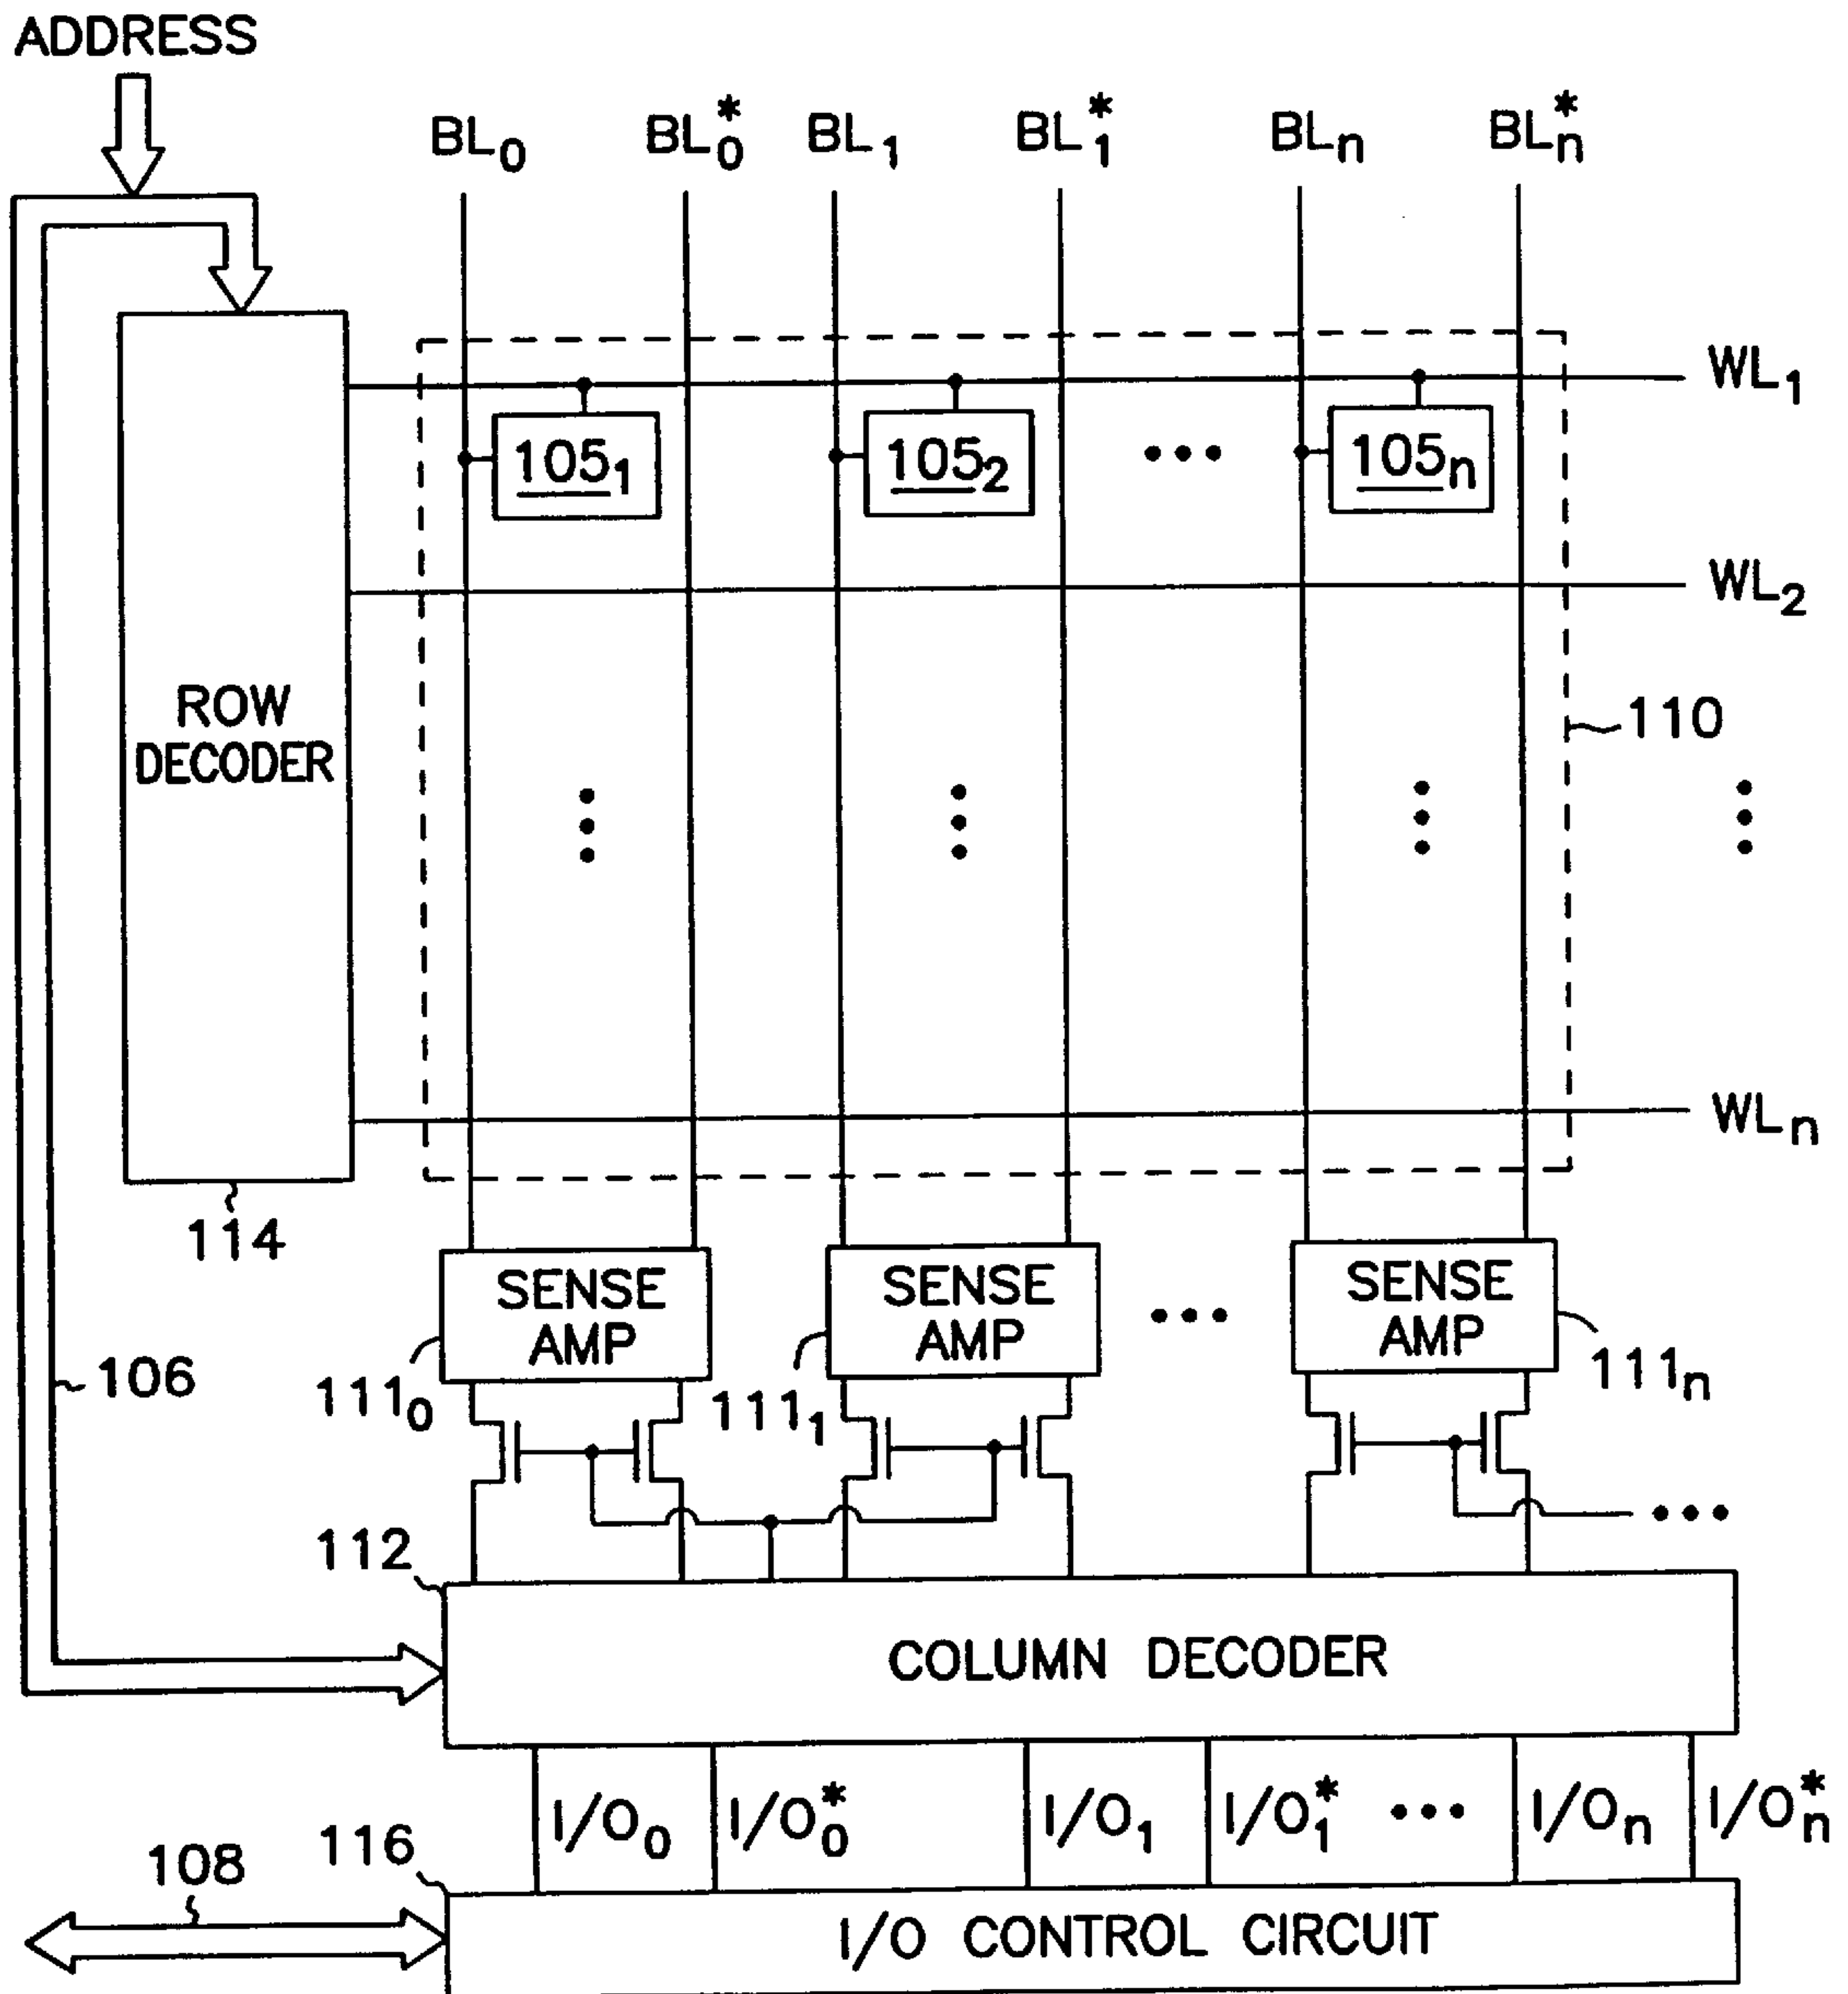 ADDRESS
BL₀ BL₀* BL₁ BL₁* BLₙ BLₙ*
WL₁
105₁ 105₂ ••• 105ₙ
WL₂
ROW
DECODER
110
WLₙ
114
SENSE
AMP
SENSE
AMP
•••
SENSE
AMP
106
111₀
111₁
111ₙ
•••
112
COLUMN DECODER
I/O₀ I/O₀* I/O₁ I/O₁* ••• I/Oₙ I/Oₙ*
108
116
I/O CONTROL CIRCUIT